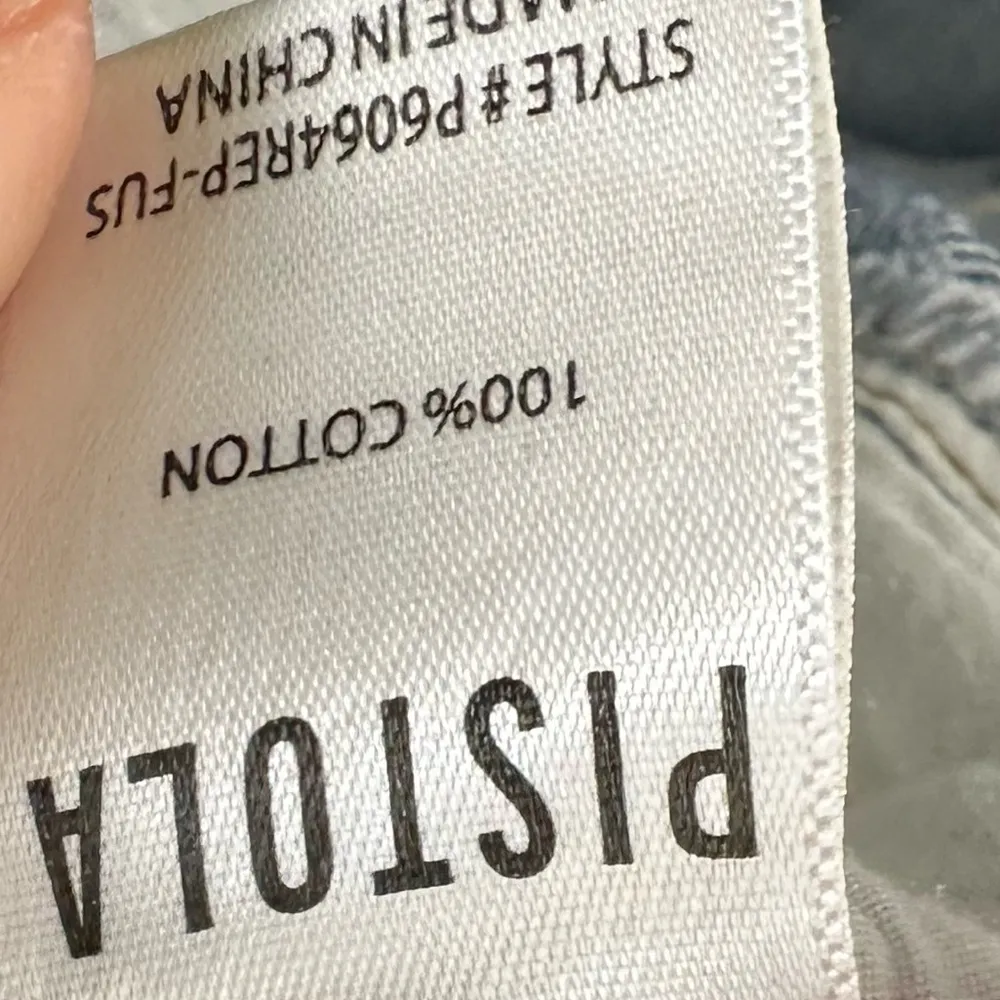 PISTOLA
100% COTTON
STYLE # P6064REP-FUS
MADE IN CHINA